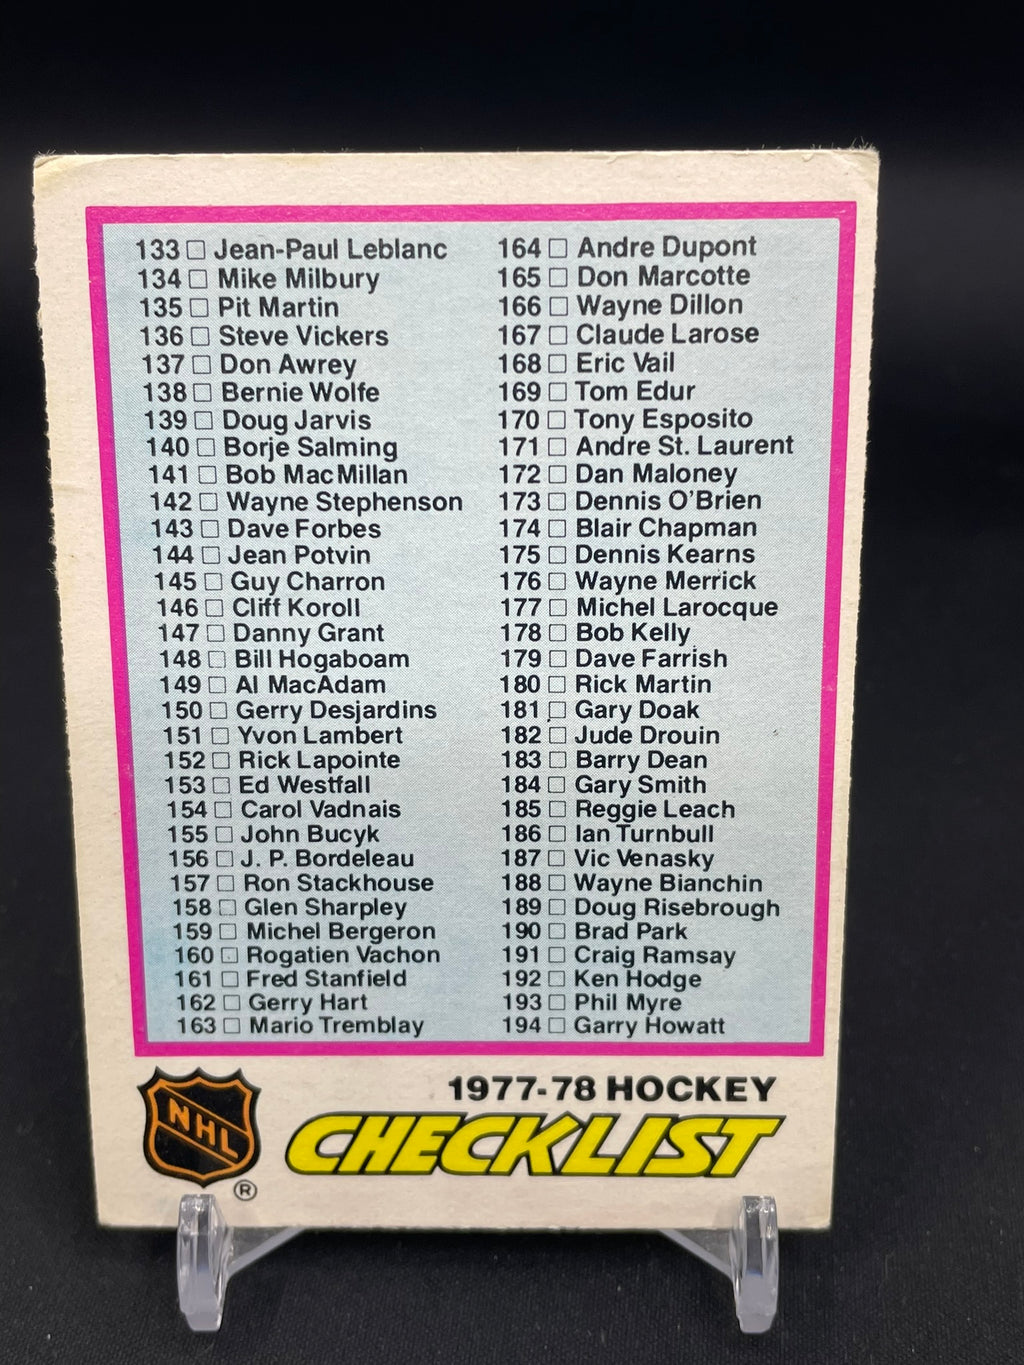 133 □ Jean-Paul Leblanc
134 □ Mike Milbury
135 □ Pit Martin
136 □ Steve Vickers
137 □ Don Awrey
138 □ Bernie Wolfe
139 □ Doug Jarvis
140 □ Borje Salming
141 □ Bob MacMillan
142 □ Wayne Stephenson
143 □ Dave Forbes
144 □ Jean Potvin
145 □ Guy Charron
146 □ Cliff Koroll
147 □ Danny Grant
148 □ Bill Hogaboam
149 □ Al MacAdam
150 □ Gerry Desjardins
151 □ Yvon Lambert
152 □ Rick Lapointe
153 □ Ed Westfall
154 □ Carol Vadnais
155 □ John Bucyk
156 □ J. P. Bordeleau
157 □ Ron Stackhouse
158 □ Glen Sharpley
159 □ Michel Bergeron
160 □ Rogatien Vachon
161 □ Fred Stanfield
162 □ Gerry Hart
163 □ Mario Tremblay
164 □ Andre Dupont
165 □ Don Marcotte
166 □ Wayne Dillon
167 □ Claude Larose
168 □ Eric Vail
169 □ Tom Edur
170 □ Tony Esposito
171 □ Andre St. Laurent
172 □ Dan Maloney
173 □ Dennis O'Brien
174 □ Blair Chapman
175 □ Dennis Kearns
176 □ Wayne Merrick
177 □ Michel Larocque
178 □ Bob Kelly
179 □ Dave Farrish
180 □ Rick Martin
181 □ Gary Doak
182 □ Jude Drouin
183 □ Barry Dean
184 □ Gary Smith
185 □ Reggie Leach
186 □ Ian Turnbull
187 □ Vic Venasky
188 □ Wayne Bianchin
189 □ Doug Risebrough
190 □ Brad Park
191 □ Craig Ramsay
192 □ Ken Hodge
193 □ Phil Myre
194 □ Garry Howatt
NHL
®
1977-78 HOCKEY
CHECKLIST